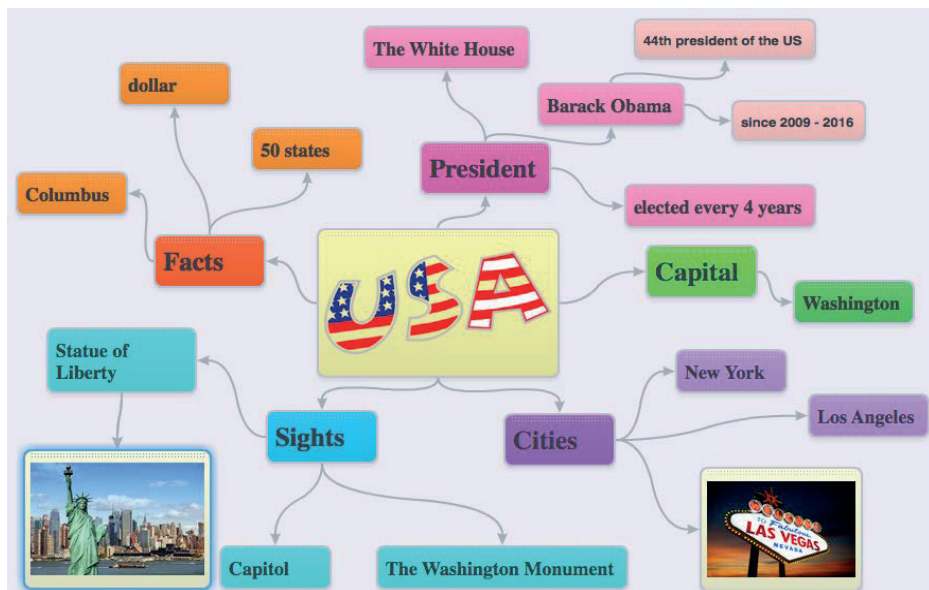 The White House
44th president of the US
dollar
Barack Obama
since 2009 - 2016
50 states
President
Columbus
elected every 4 years
Facts
USA
Capital
Washington
Statue of
Liberty
New York
Los Angeles
Sights
Cities
WELCOME
TO Fabulous
LAS VEGAS
NEVADA
Capitol
The Washington Monument